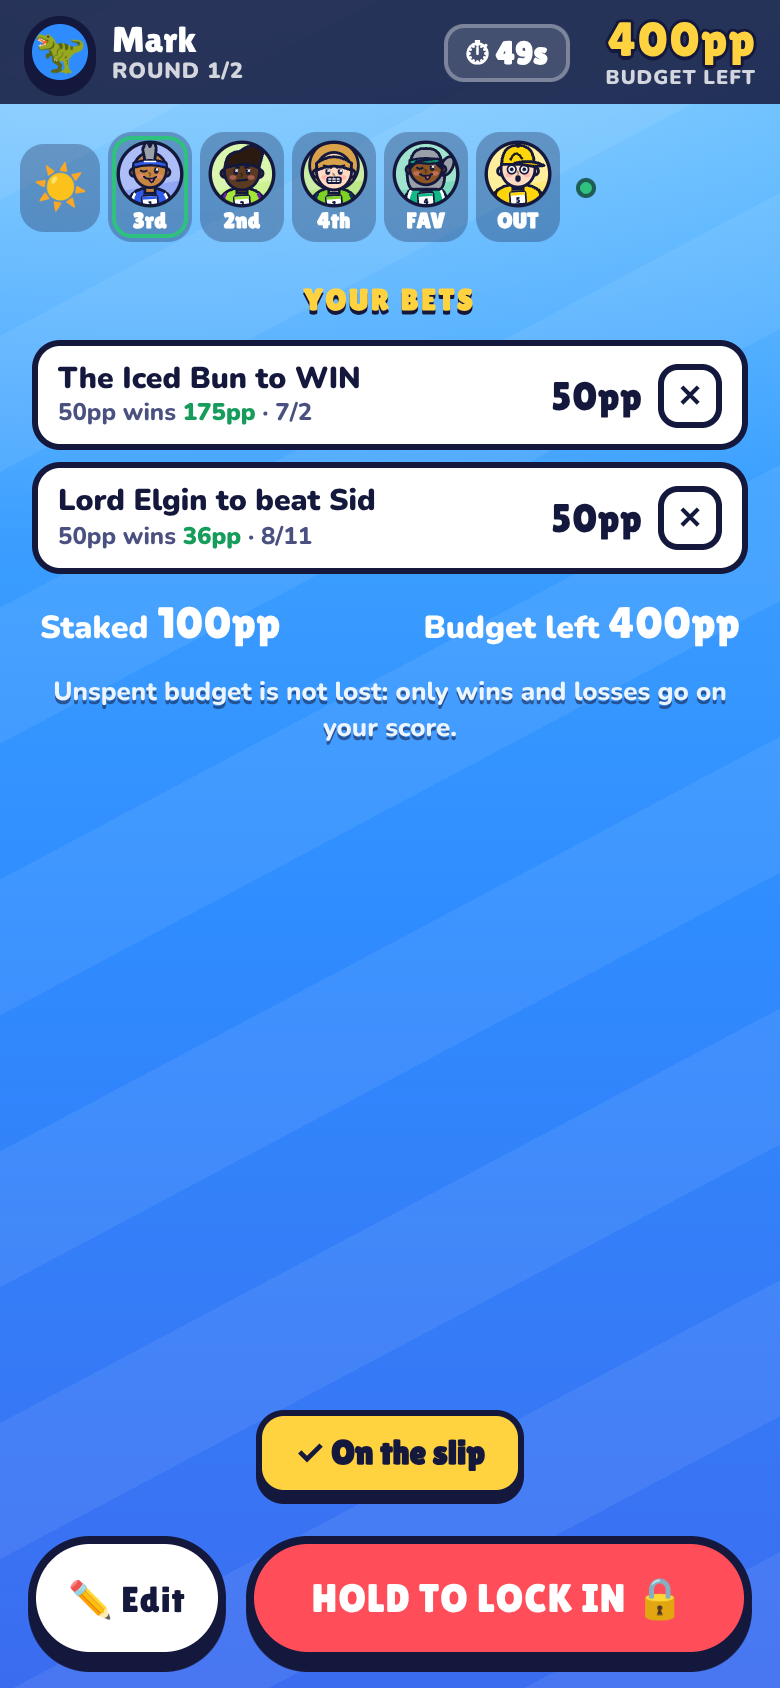 Mark
ROUND 1/2
49s
400pp
BUDGET LEFT
3rd
2nd
4th
FAV
OUT
YOUR BETS
The Iced Bun to WIN
50pp wins 175pp · 7/2
50pp
×
Lord Elgin to beat Sid
50pp wins 36pp · 8/11
50pp
×
Staked 100pp
Budget left 400pp
Unspent budget is not lost: only wins and losses go on
your score.
✓ On the slip
Edit
HOLD TO LOCK IN